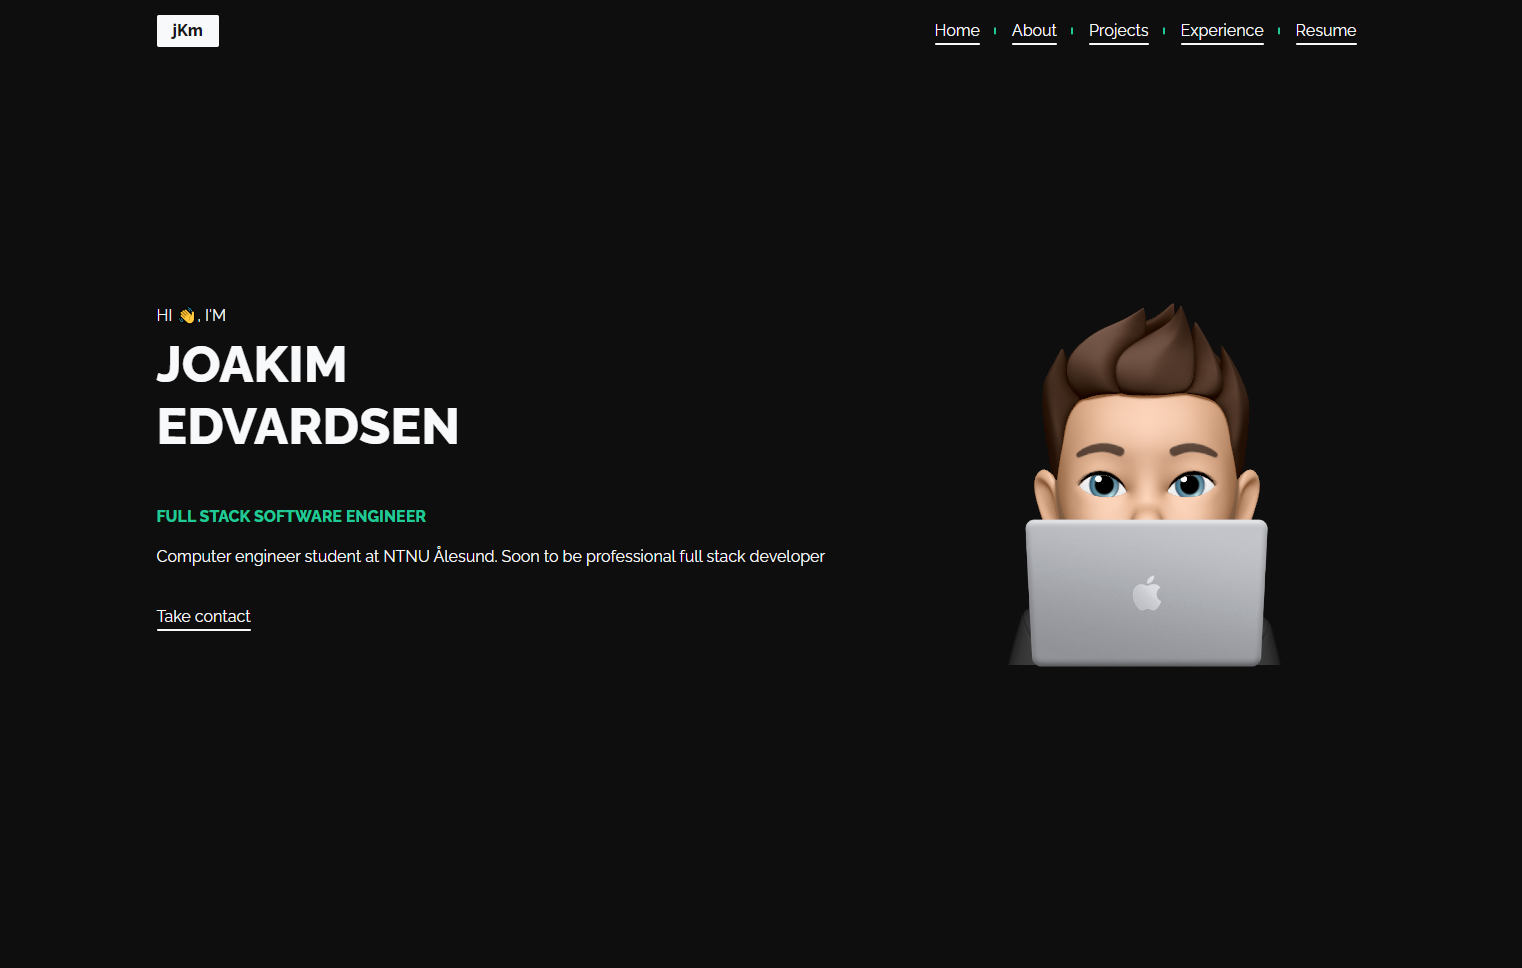 jKm
Home
About
Projects
Experience
Resume
HI 👋, I'M
JOAKIM
EDVARDSEN
FULL STACK SOFTWARE ENGINEER
Computer engineer student at NTNU Ålesund. Soon to be professional full stack developer
Take contact